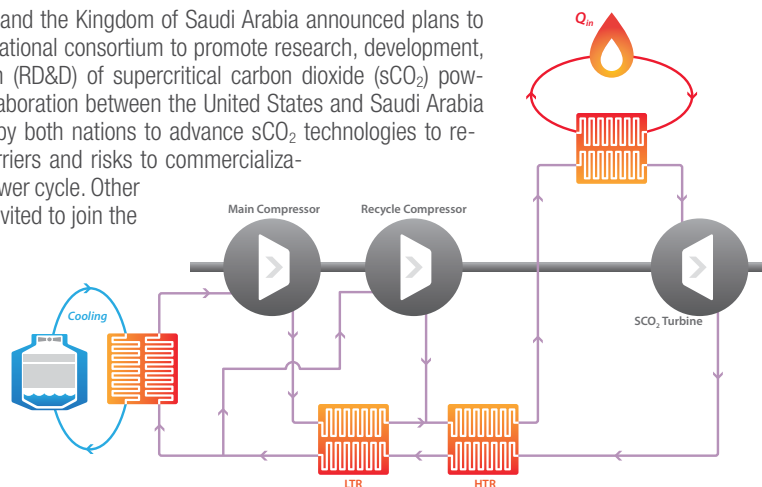 and the Kingdom of Saudi Arabia announced plans to
ational consortium to promote research, development,
(RD&D) of supercritical carbon dioxide (sCO₂) pow-
aboration between the United States and Saudi Arabia
by both nations to advance sCO₂ technologies to re-
rriers and risks to commercializa-
wer cycle. Other
vited to join the
Qin
Main Compressor
Recycle Compressor
Cooling
SCO₂ Turbine
LTR
HTR